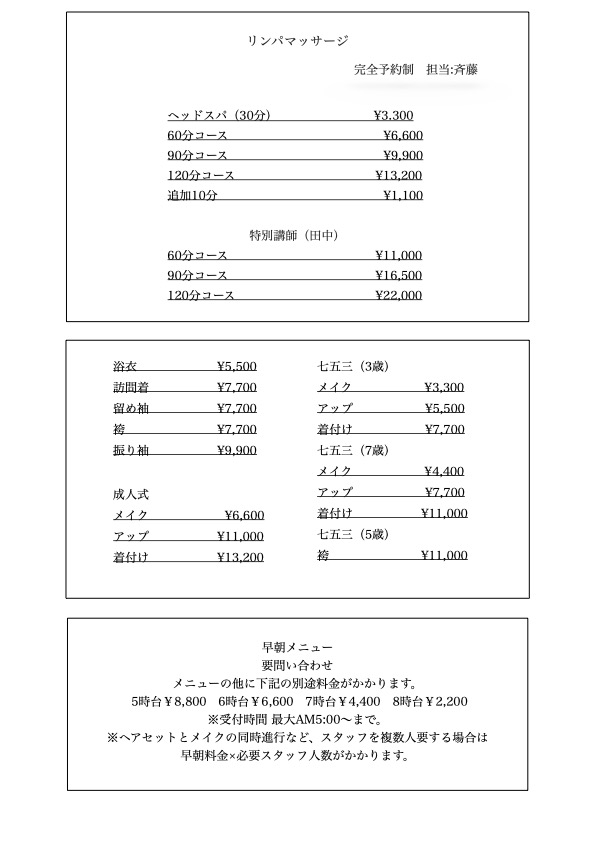 リンパマッサージ
完全予約制　担当:斉藤
ヘッドスパ（30分） ¥3.300
60分コース ¥6,600
90分コース ¥9,900
120分コース ¥13,200
追加10分 ¥1,100
特別講師（田中）
60分コース ¥11,000
90分コース ¥16,500
120分コース ¥22,000
浴衣 ¥5,500
訪問着 ¥7,700
留め袖 ¥7,700
袴 ¥7,700
振り袖 ¥9,900
成人式
メイク ¥6,600
アップ ¥11,000
着付け ¥13,200
七五三（3歳）
メイク ¥3,300
アップ ¥5,500
着付け ¥7,700
七五三（7歳）
メイク ¥4,400
アップ ¥7,700
着付け ¥11,000
七五三（5歳）
袴 ¥11,000
早朝メニュー
要問い合わせ
メニューの他に下記の別途料金がかかります。
5時台￥8,800　6時台￥6,600　7時台￥4,400　8時台￥2,200
※受付時間 最大AM5:00〜まで。
※ヘアセットとメイクの同時進行など、スタッフを複数人要する場合は
早朝料金×必要スタッフ人数がかかります。